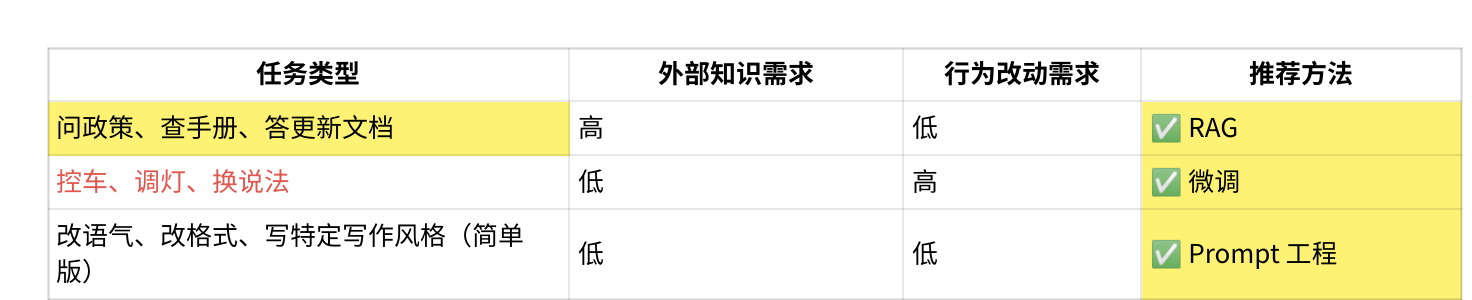 任务类型 外部知识需求 行为改动需求 推荐方法
问政策、查手册、答更新文档 高 低 ✅ RAG
控车、调灯、换说法 低 高 ✅ 微调
改语气、改格式、写特定写作风格（简单
版） 低 低 ✅ Prompt 工程